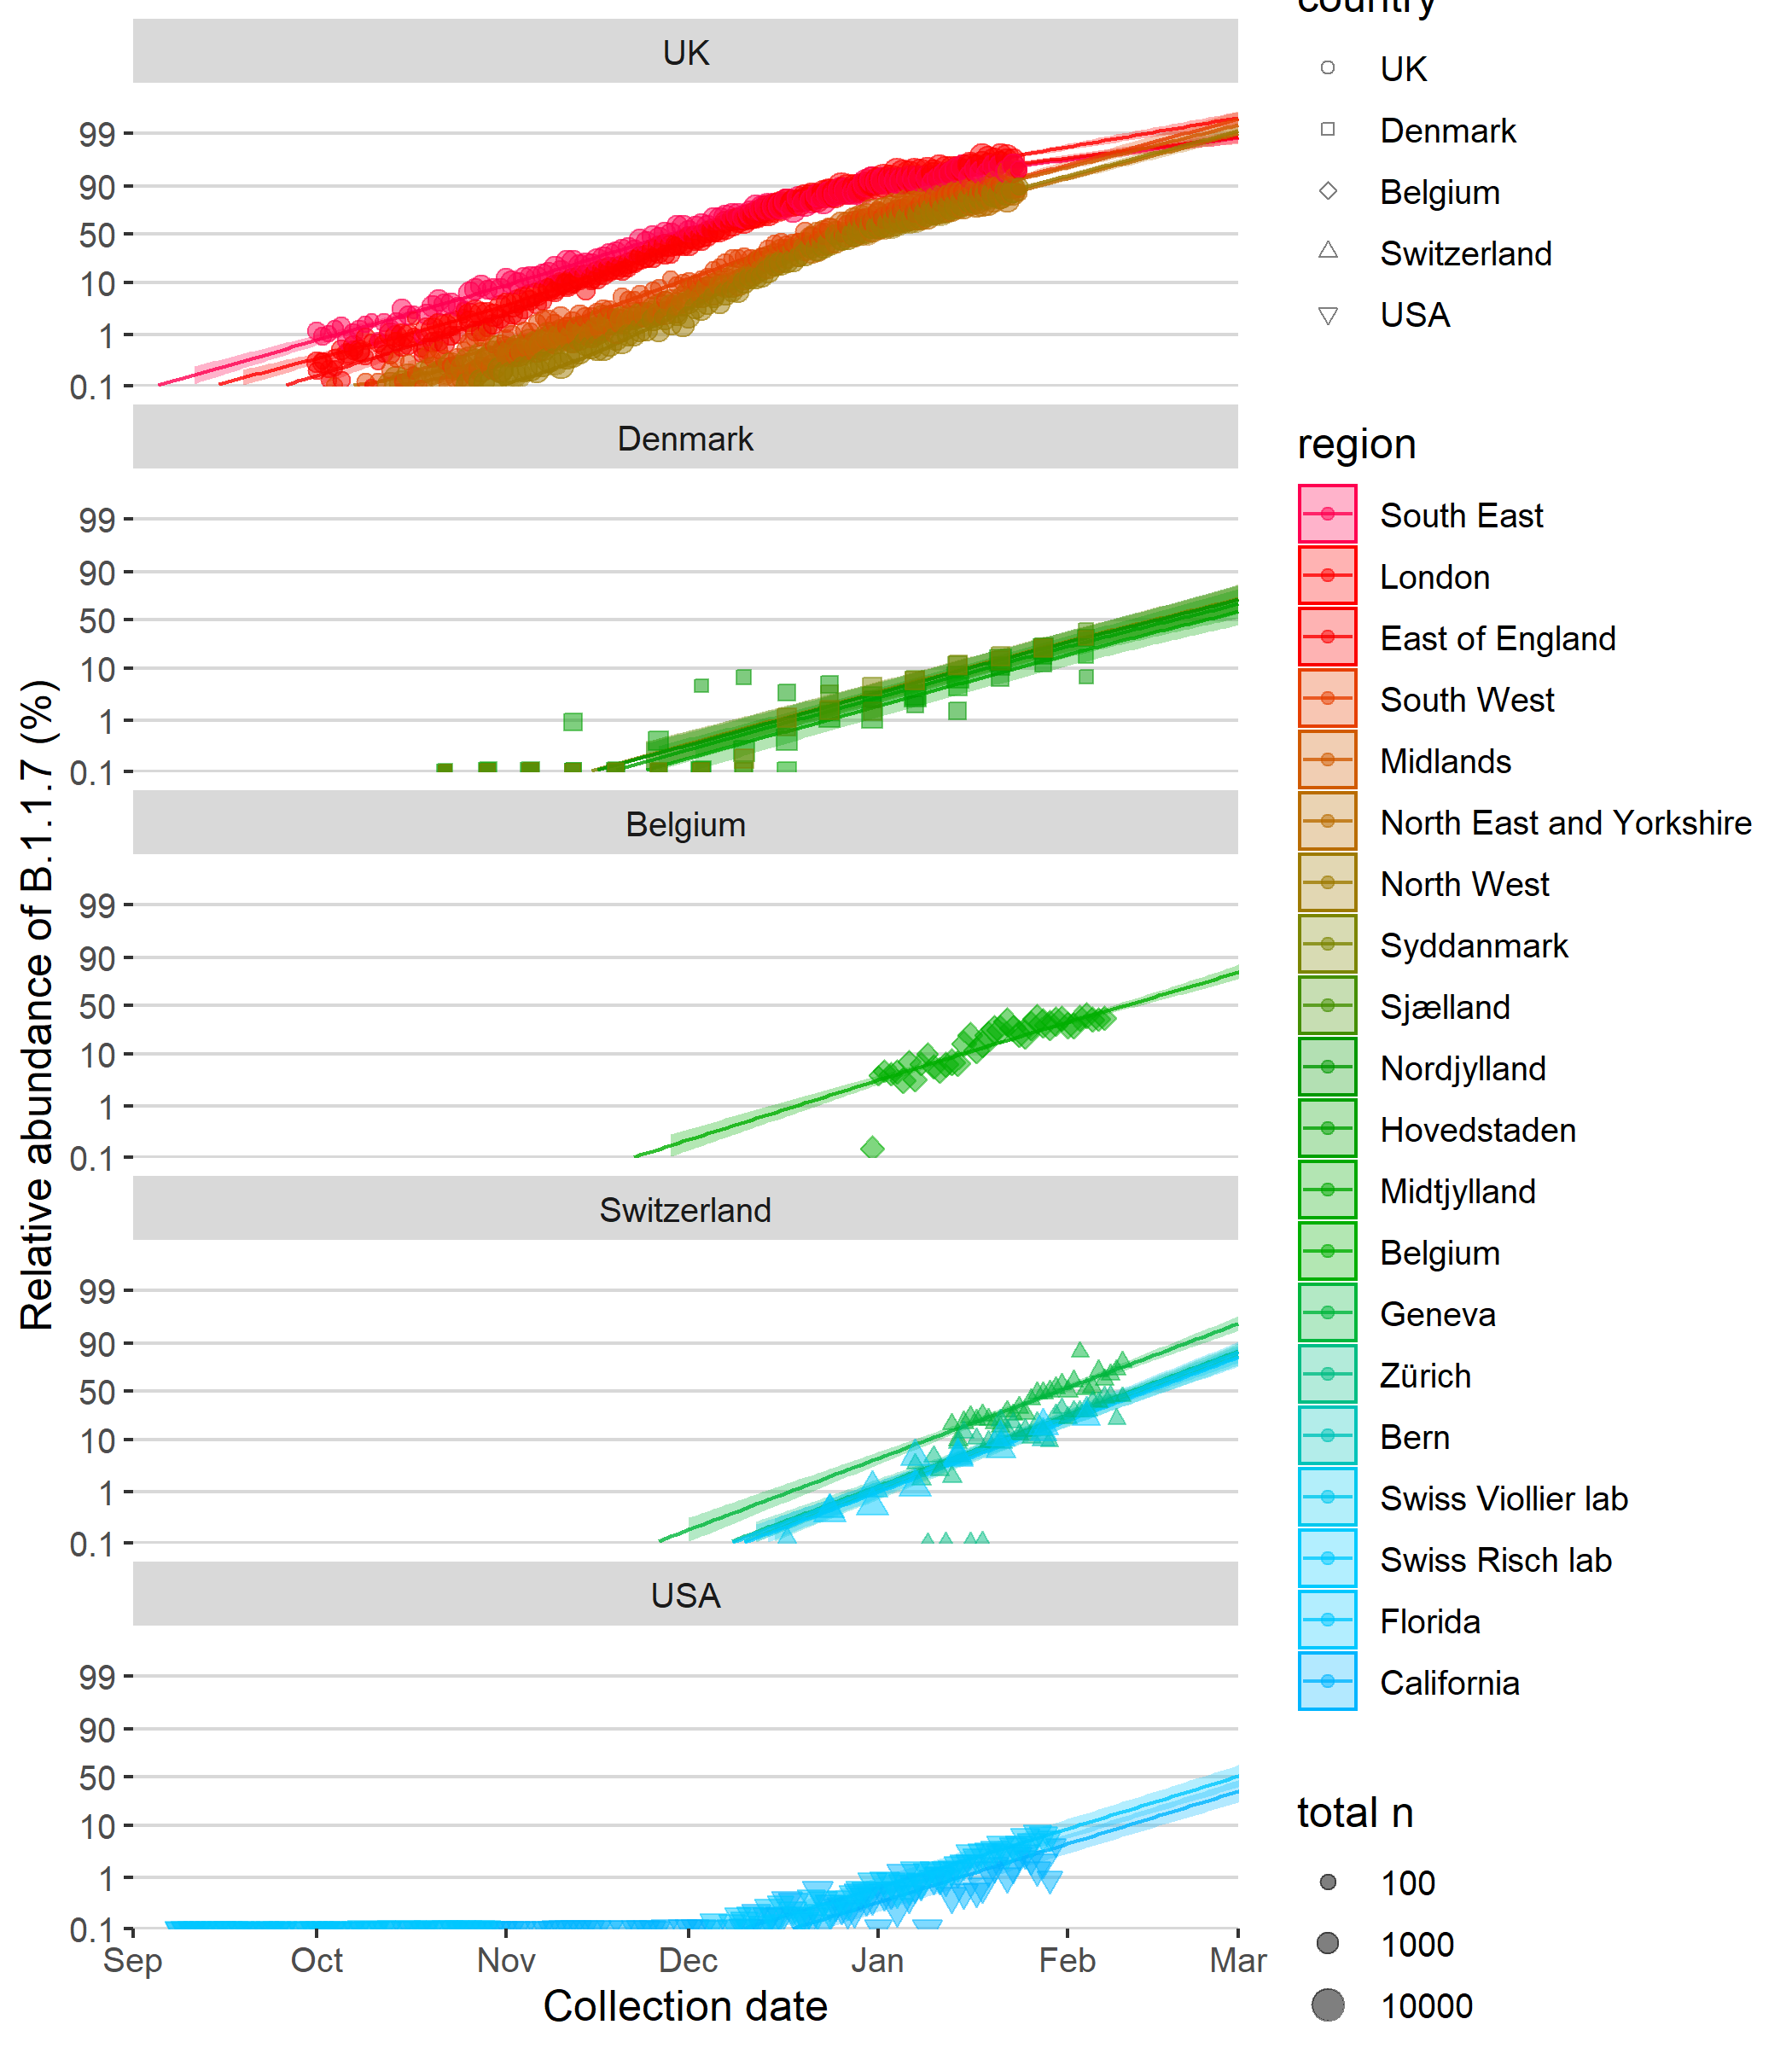 country
UK
Denmark
Belgium
Switzerland
USA
region
South East
London
East of England
South West
Midlands
North East and Yorkshire
North West
Syddanmark
Sjælland
Nordjylland
Hovedstaden
Midtjylland
Belgium
Geneva
Zürich
Bern
Swiss Viollier lab
Swiss Risch lab
Florida
California
total n
100
1000
10000
Relative abundance of B.1.1.7 (%)
UK
99
90
50
10
1
0.1
Denmark
99
90
50
10
1
0.1
Belgium
99
90
50
10
1
0.1
Switzerland
99
90
50
10
1
0.1
USA
99
90
50
10
1
0.1
Sep Oct Nov Dec Jan Feb Mar
Collection date